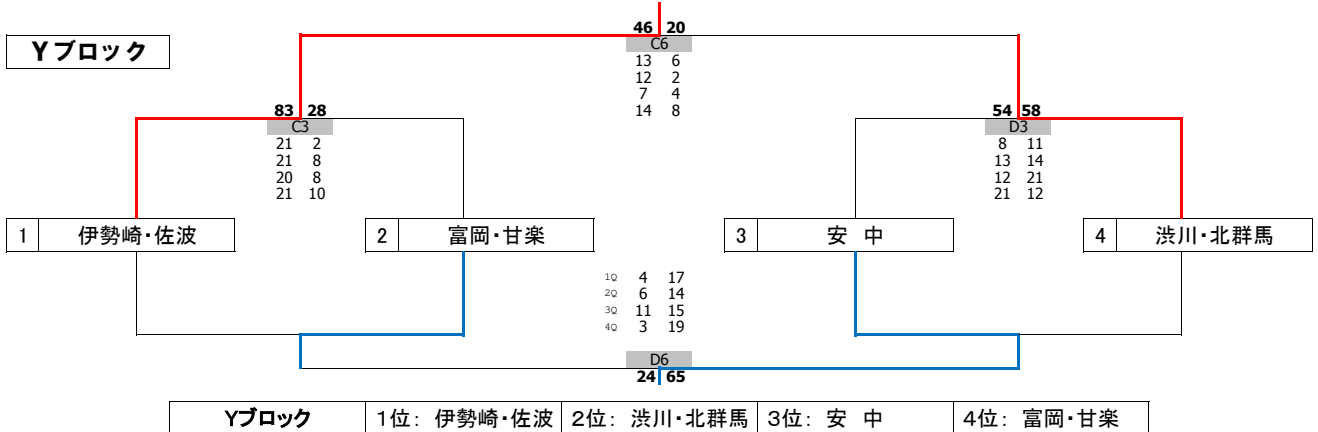 46 20
Yブロック
C6
13 6
12 2
7 4
14 8
83 28
C3
21 2
21 8
20 8
21 10
54 58
D3
8 11
13 14
12 21
21 12
1 伊勢崎・佐波
2 富岡・甘楽
3 安 中
4 渋川・北群馬
1Q 4 17
2Q 6 14
3Q 11 15
4Q 3 19
D6
24 65
Yブロック 1位: 伊勢崎・佐波 2位: 渋川・北群馬 3位: 安 中 4位: 富岡・甘楽